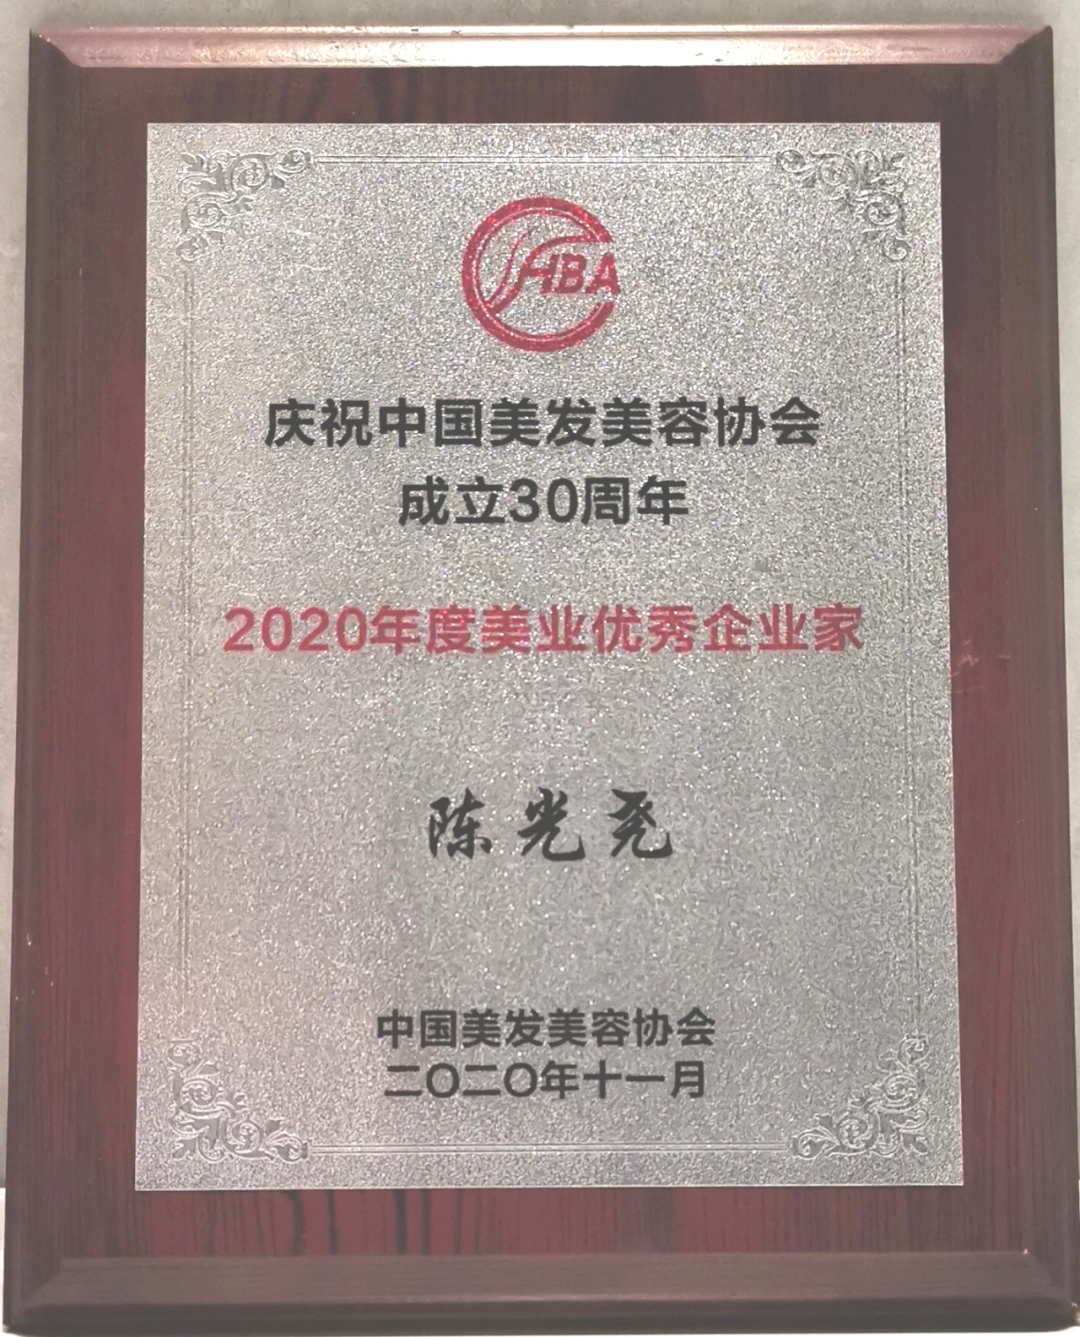 CHBA
庆祝中国美发美容协会
成立30周年
2020年度美业优秀企业家
陈光尧
中国美发美容协会
二〇二〇年十一月